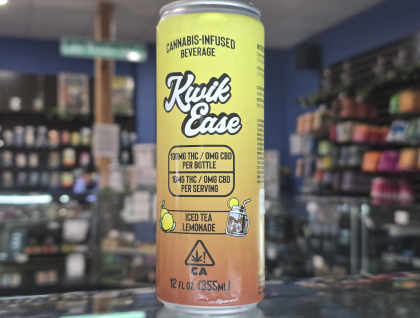 CANNABIS-INFUSED
BEVERAGE
Kwik
Ease
100MG THC / 0MG CBD
PER BOTTLE
10MG THC / 0MG CBD
PER SERVING
ICED TEA
LEMONADE
!
CA
12 FL OZ (355ML)